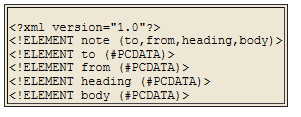 <?xml version="1.0"?>
<!ELEMENT note (to,from,heading,body)>
<!ELEMENT to (#PCDATA)>
<!ELEMENT from (#PCDATA)>
<!ELEMENT heading (#PCDATA)>
<!ELEMENT body (#PCDATA)>